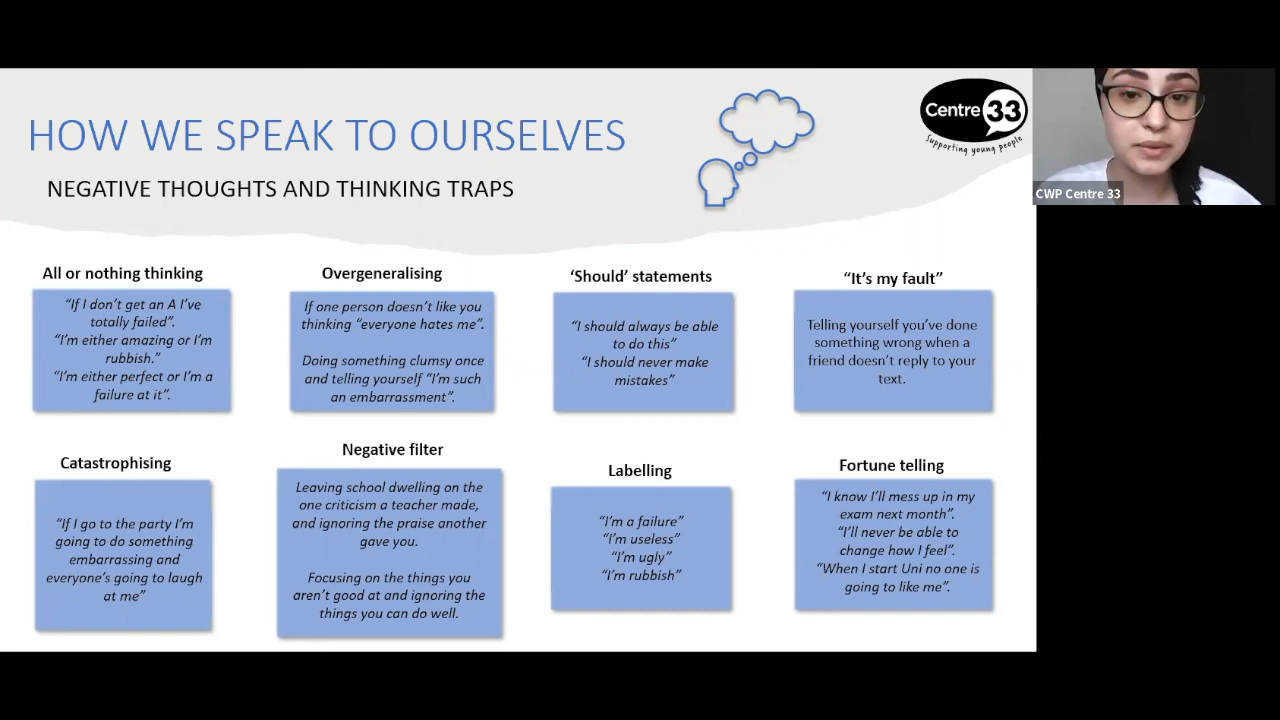 HOW WE SPEAK TO OURSELVES
NEGATIVE THOUGHTS AND THINKING TRAPS
Centre 33
Supporting young people
CWP Centre 33
All or nothing thinking
“If I don’t get an A I’ve
totally failed”.
“I’m either amazing or I’m
rubbish.”
“I’m either perfect or I’m a
failure at it”.
Overgeneralising
If one person doesn’t like you
thinking “everyone hates me”.
Doing something clumsy once
and telling yourself “I’m such
an embarrassment”.
‘Should’ statements
“I should always be able
to do this”
“I should never make
mistakes”
“It’s my fault”
Telling yourself you’ve done
something wrong when a
friend doesn’t reply to your
text.
Catastrophising
“If I go to the party I’m
going to do something
embarrassing and
everyone’s going to laugh
at me”
Negative filter
Leaving school dwelling on the
one criticism a teacher made,
and ignoring the praise another
gave you.
Focusing on the things you
aren’t good at and ignoring the
things you can do well.
Labelling
“I’m a failure”
“I’m useless”
“I’m ugly”
“I’m rubbish”
Fortune telling
“I know I’ll mess up in my
exam next month”.
“I’ll never be able to
change how I feel”.
“When I start Uni no one is
going to like me”.